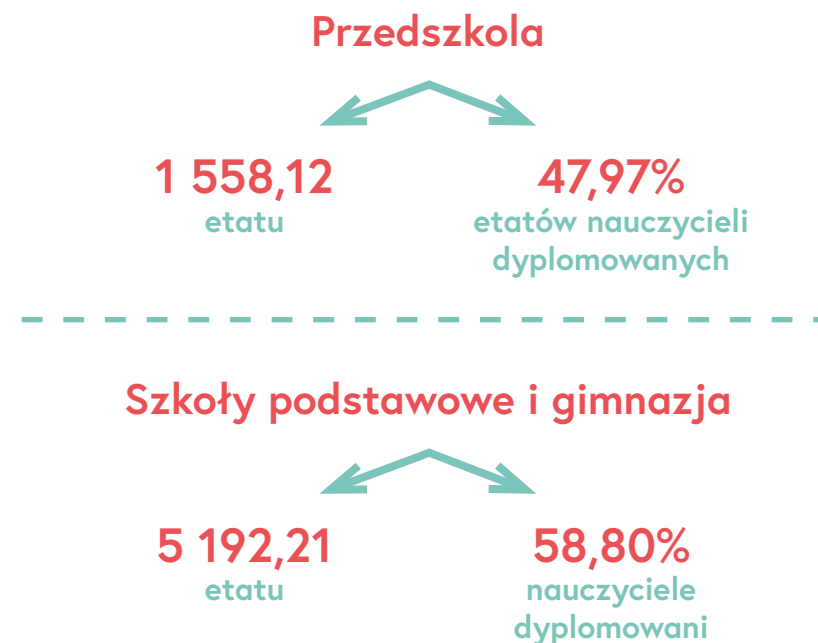 Przedszkola
1 558,12
etatu
47,97%
etatów nauczycieli
dyplomowanych
Szkoły podstawowe i gimnazja
5 192,21
etatu
58,80%
nauczyciele
dyplomowani